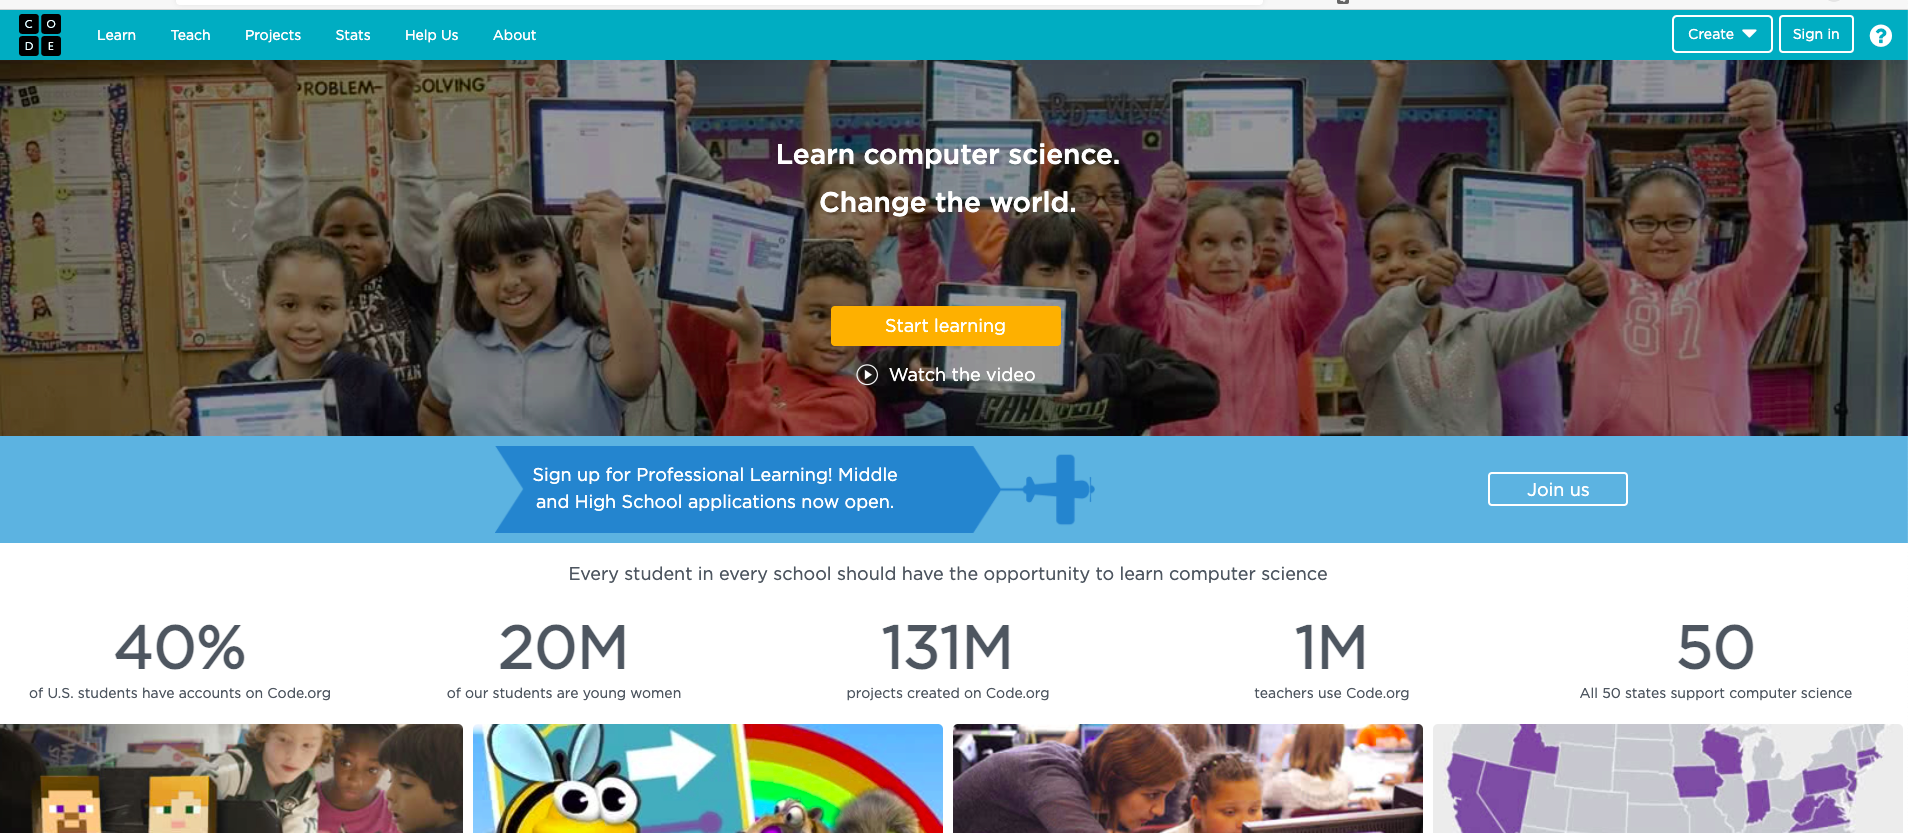 C O
D E
Learn Teach Projects Stats Help Us About
Create Sign in ?
PROBLEM- SOLVING
Learn computer science.
Change the world.
Start learning
Watch the video
87
Sign up for Professional Learning! Middle
and High School applications now open.
Join us
Every student in every school should have the opportunity to learn computer science
40% 20M 131M 1M 50
of U.S. students have accounts on Code.org of our students are young women projects created on Code.org teachers use Code.org All 50 states support computer science